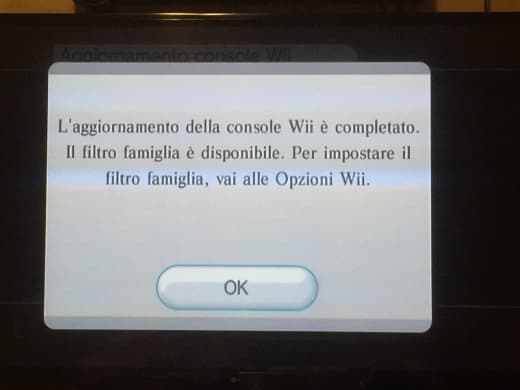 Aggiornamento console Wii
L'aggiornamento della console Wii è completato.
Il filtro famiglia è disponibile. Per impostare il
filtro famiglia, vai alle Opzioni Wii.
OK